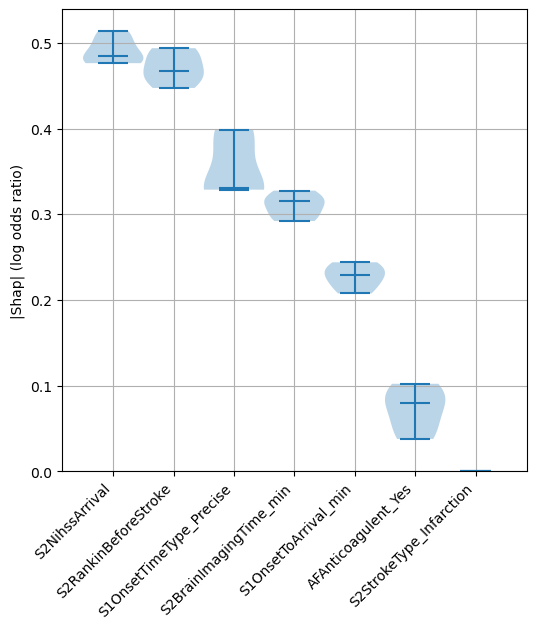 |Shap| (log odds ratio)
0.5
0.4
0.3
0.2
0.1
0.0
S2NihssArrival
S2RankinBeforeStroke
S1OnsetTimeType_Precise
S2BrainImagingTime_min
S1OnsetToArrival_min
AFAnticoagulent_Yes
S2StrokeType_Infarction